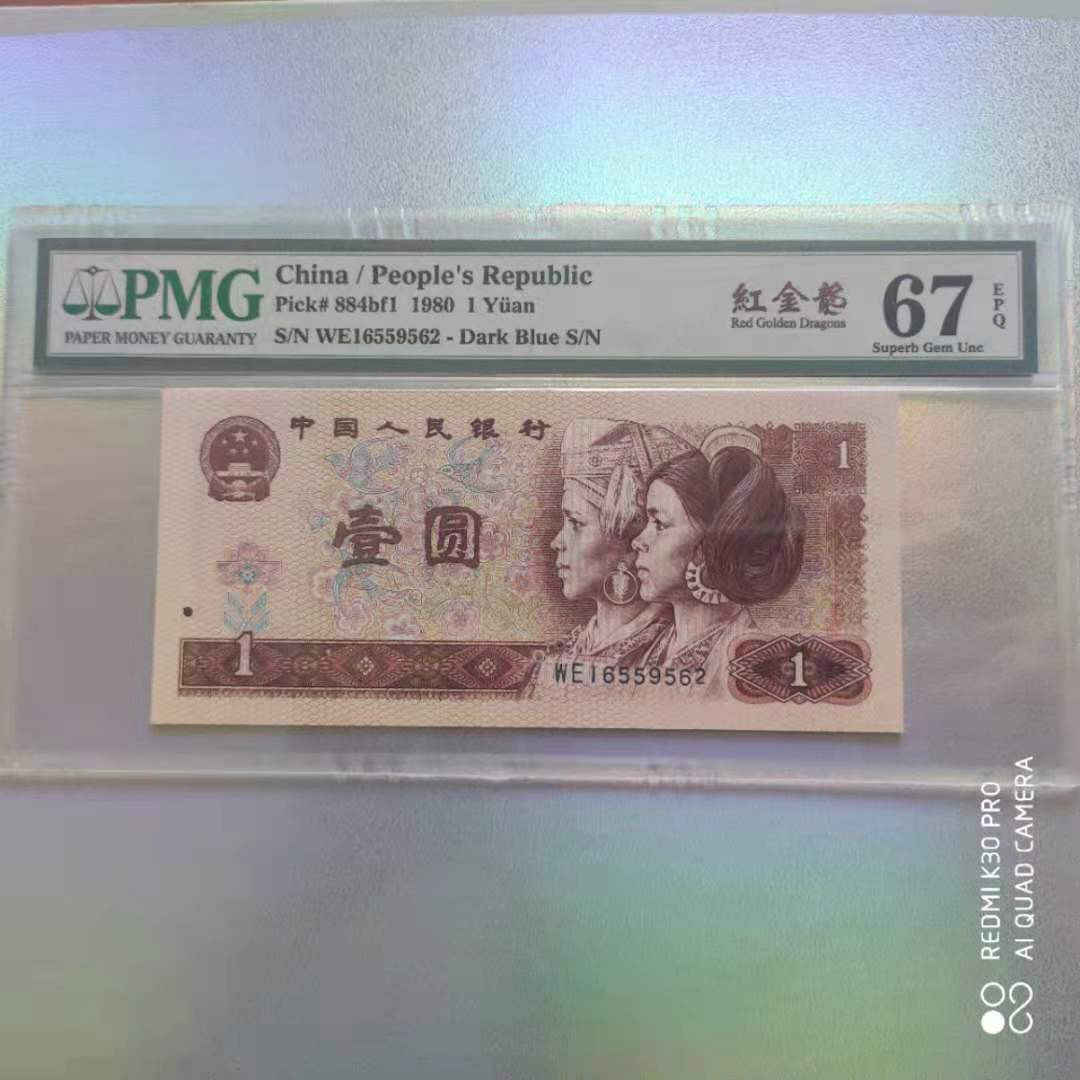 PMG
PAPER MONEY GUARANTY
China / People's Republic
Pick# 884bf1 1980 1 Yüan
S/N WE16559562 - Dark Blue S/N
紅金龍
Red Golden Dragons
67
EPQ
Superb Gem Unc
中国人民银行
1
壹圆
1
WE16559562
1
REDMI K30 PRO
AI QUAD CAMERA